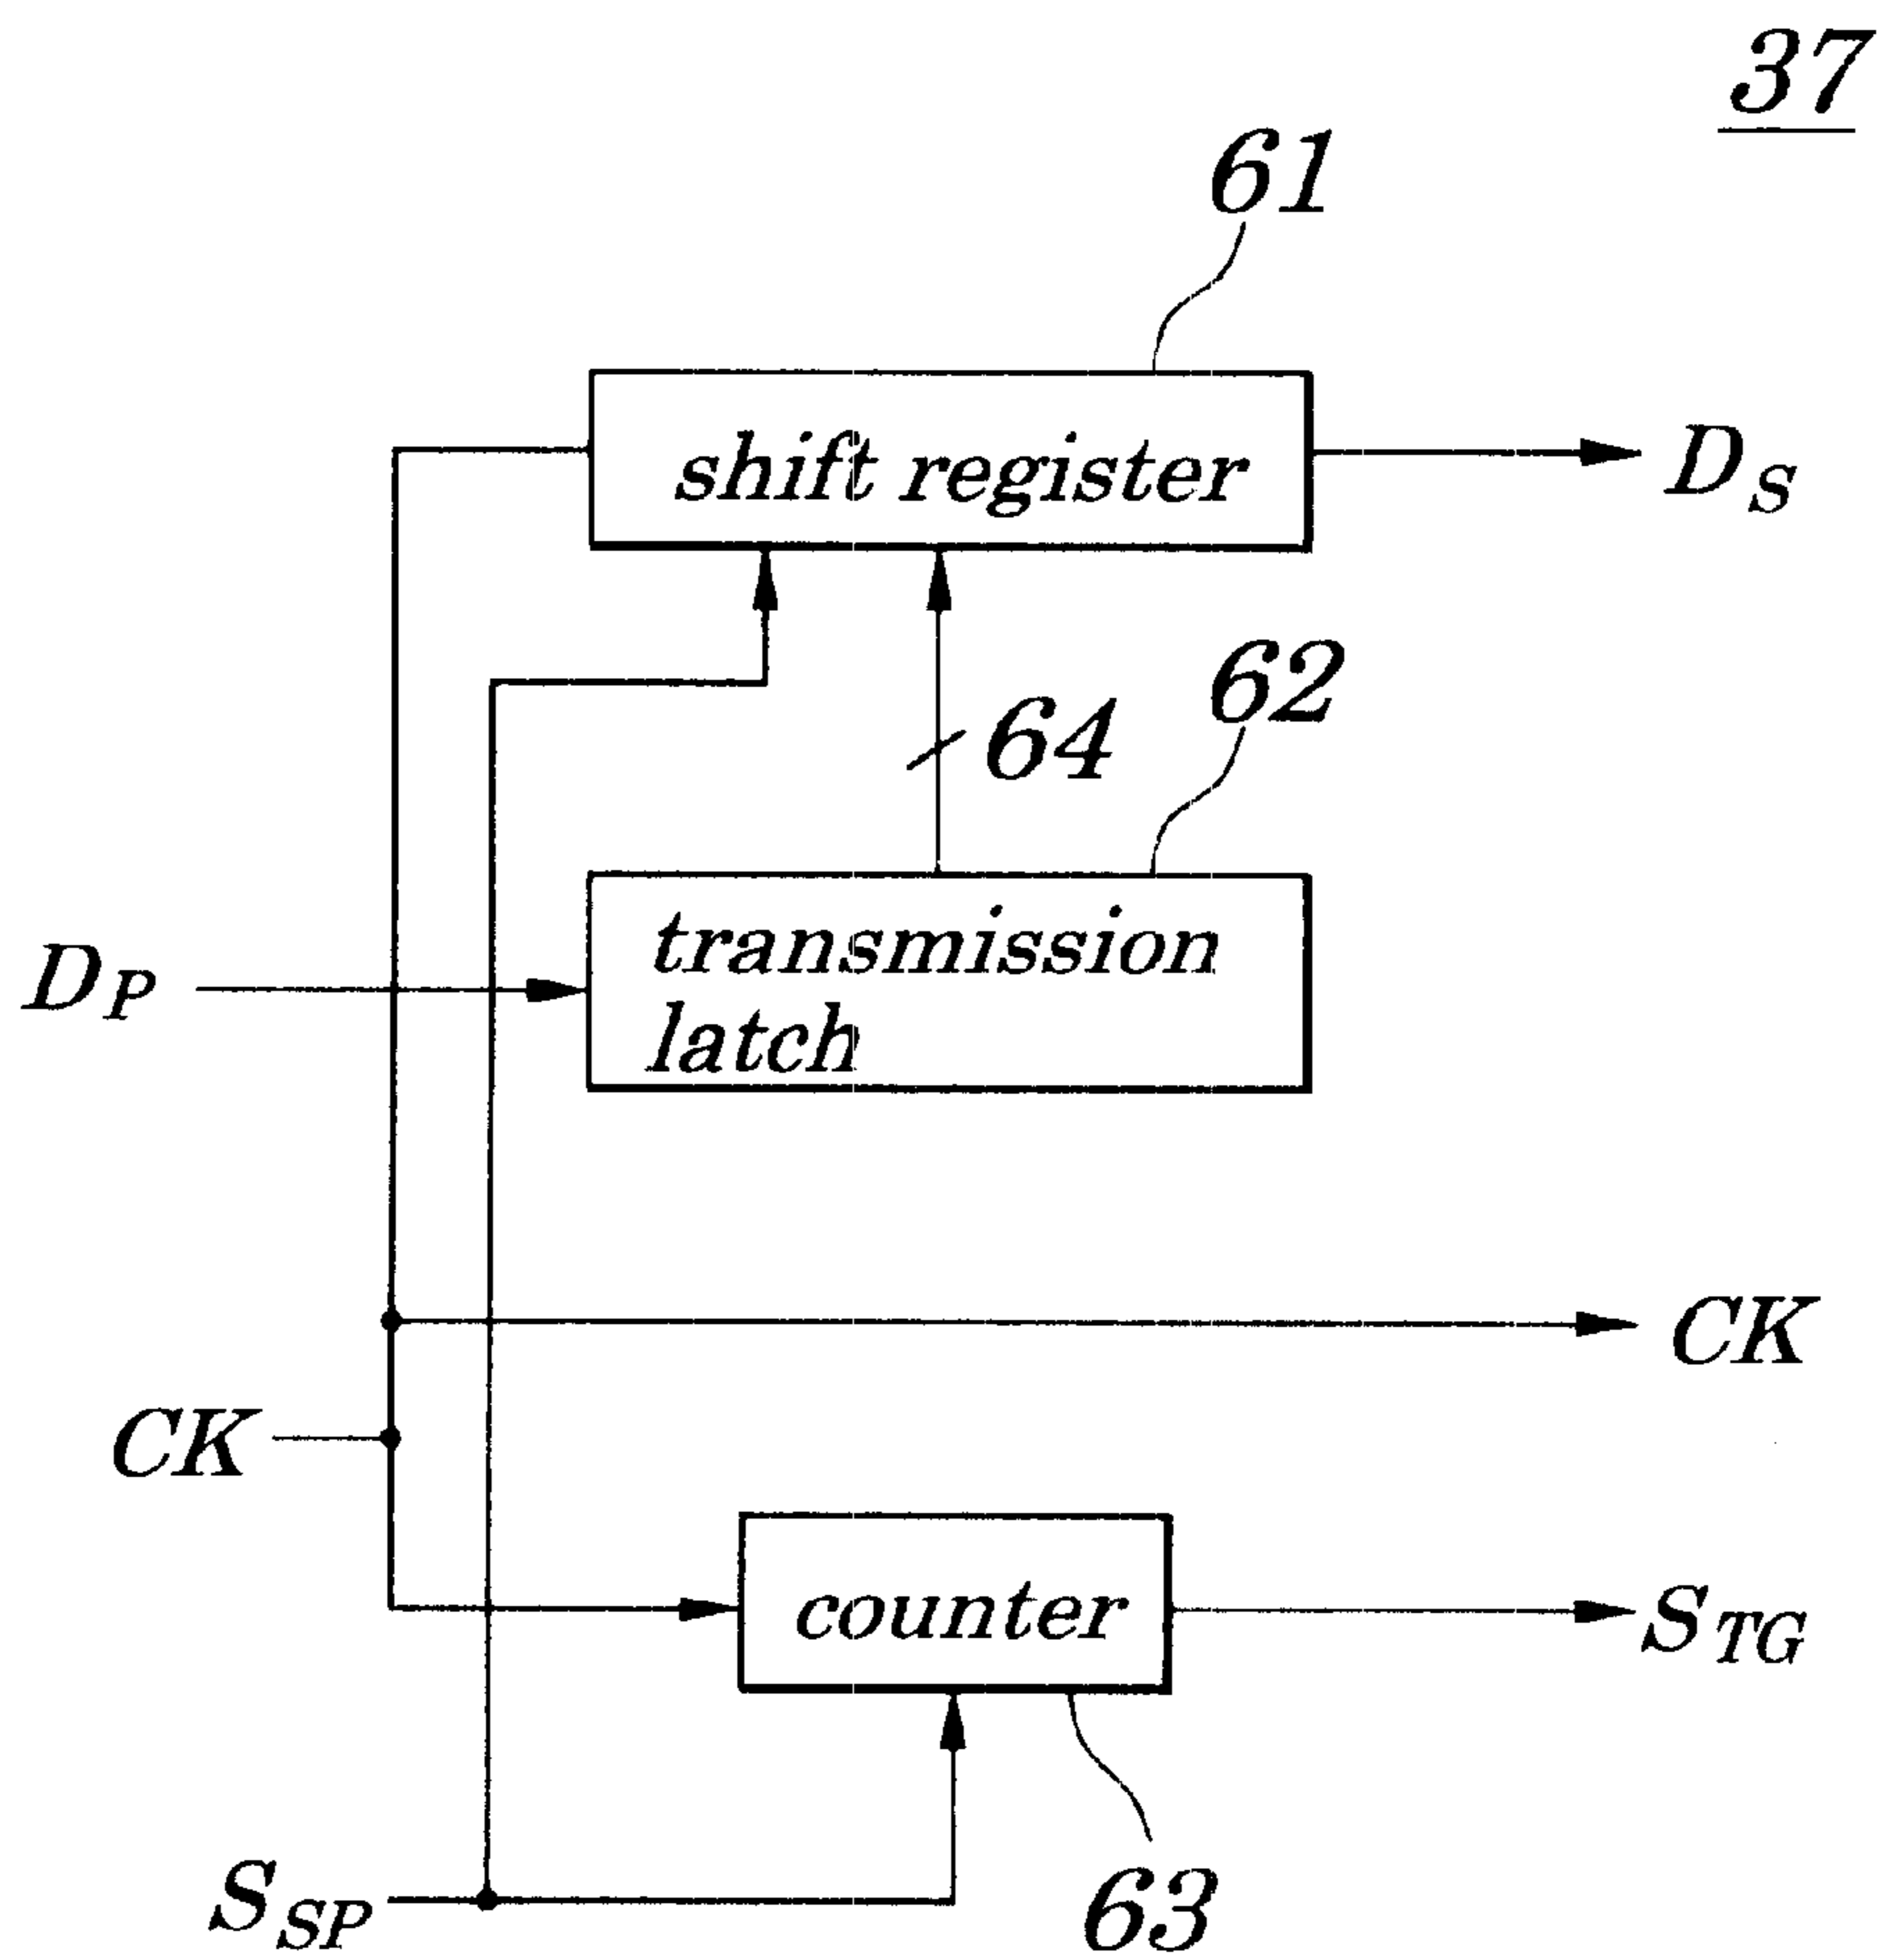 37
61
shift register
D_S
64
62
D_P
transmission
latch
CK
CK
counter
S_TG
S_SP
63